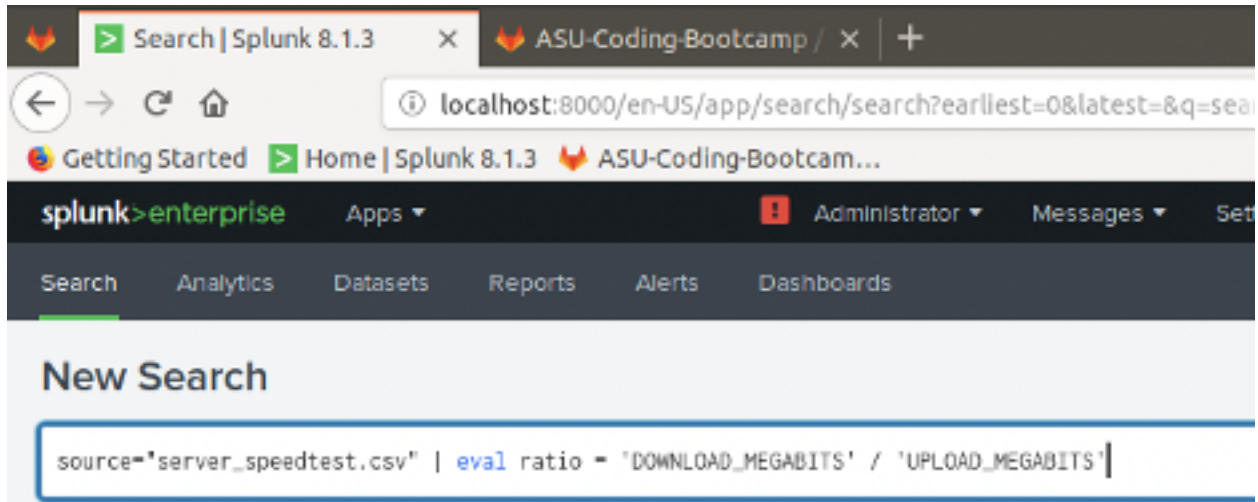 Search | Splunk 8.1.3 × ASU-Coding-Bootcamp / × +
localhost:8000/en-US/app/search/search?earliest=0&latest=&q=sear
Getting Started Home | Splunk 8.1.3 ASU-Coding-Bootcam...
splunk>enterprise Apps Administrator Messages Sett
Search Analytics Datasets Reports Alerts Dashboards
New Search
source="server_speedtest.csv" | eval ratio = 'DOWNLOAD_MEGABITS' / 'UPLOAD_MEGABITS'